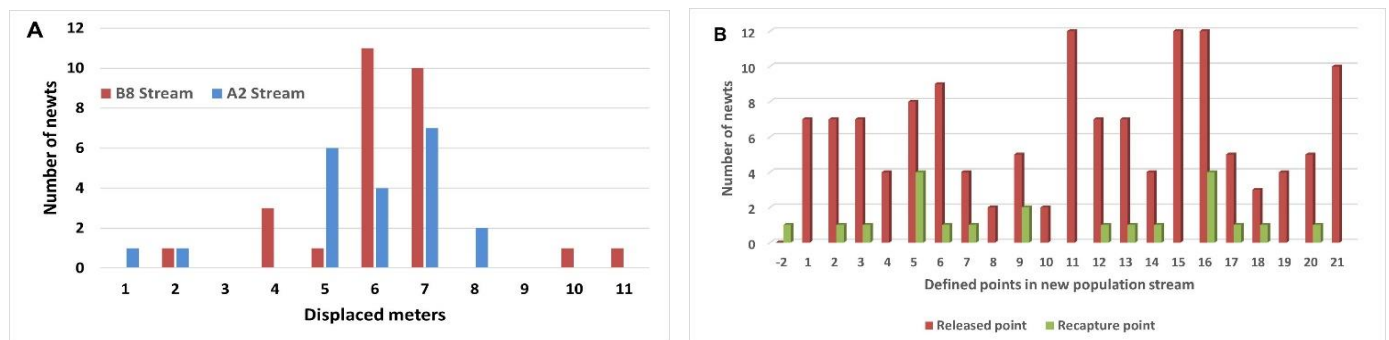 A
12
10
8
6
4
2
0
Number of newts
B8 Stream A2 Stream
1 2 3 4 5 6 7 8 9 10 11
Displaced meters
B
12
10
8
6
4
2
0
Number of newts
-2 1 2 3 4 5 6 7 8 9 10 11 12 13 14 15 16 17 18 19 20 21
Defined points in new population stream
Released point Recapture point